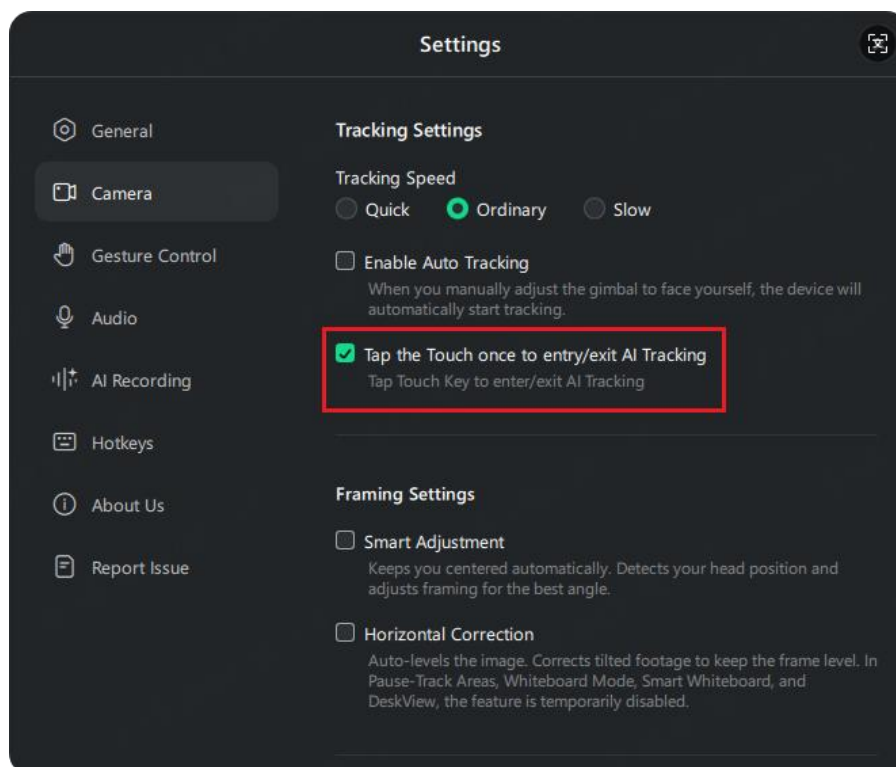 Settings
General
Camera
Gesture Control
Audio
AI Recording
Hotkeys
About Us
Report Issue
Tracking Settings
Tracking Speed
Quick
Ordinary
Slow
Enable Auto Tracking
When you manually adjust the gimbal to face yourself, the device will
automatically start tracking.
Tap the Touch once to entry/exit AI Tracking
Tap Touch Key to enter/exit AI Tracking
Framing Settings
Smart Adjustment
Keeps you centered automatically. Detects your head position and
adjusts framing for the best angle.
Horizontal Correction
Auto-levels the image. Corrects tilted footage to keep the frame level. In
Pause-Track Areas, Whiteboard Mode, Smart Whiteboard, and
DeskView, the feature is temporarily disabled.